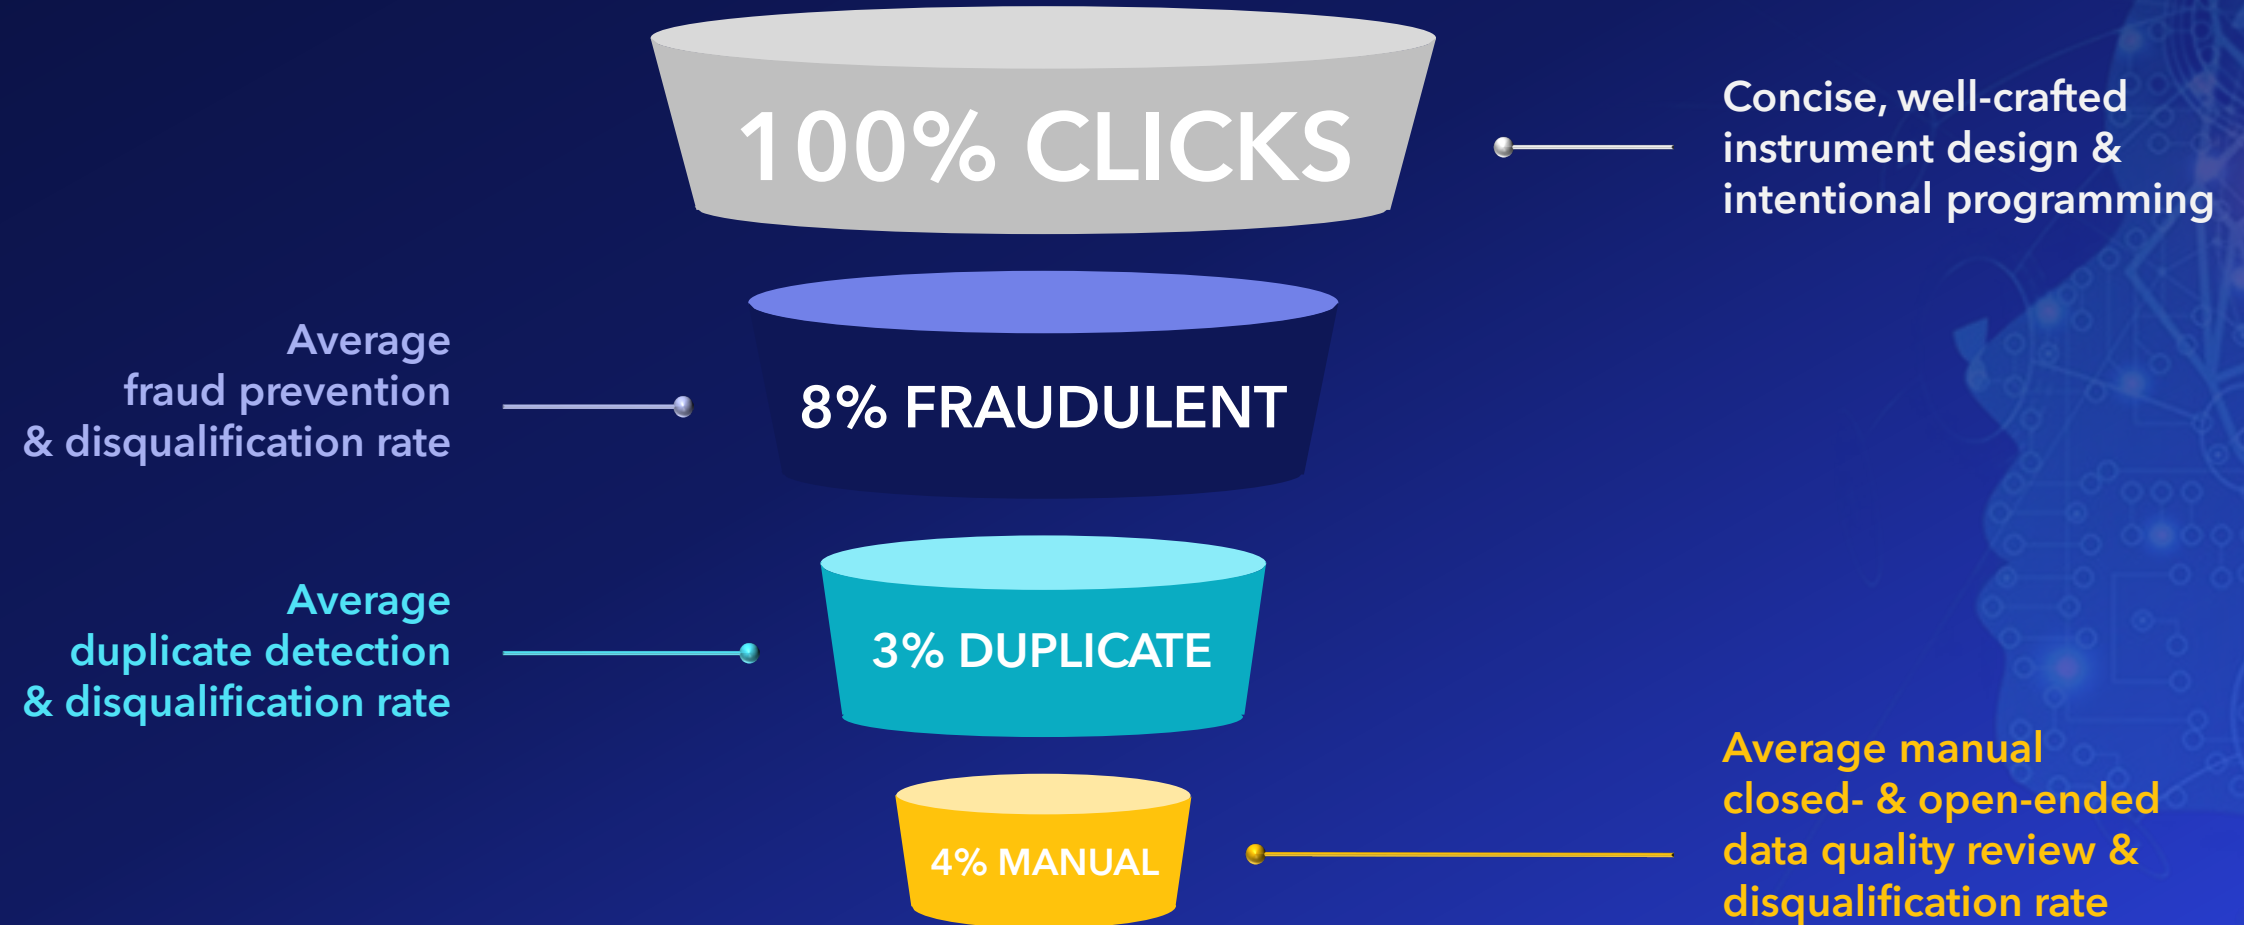 100% CLICKS
Concise, well-crafted
instrument design &
intentional programming
Average
fraud prevention
& disqualification rate
8% FRAUDULENT
Average
duplicate detection
& disqualification rate
3% DUPLICATE
4% MANUAL
Average manual
closed- & open-ended
data quality review &
disqualification rate